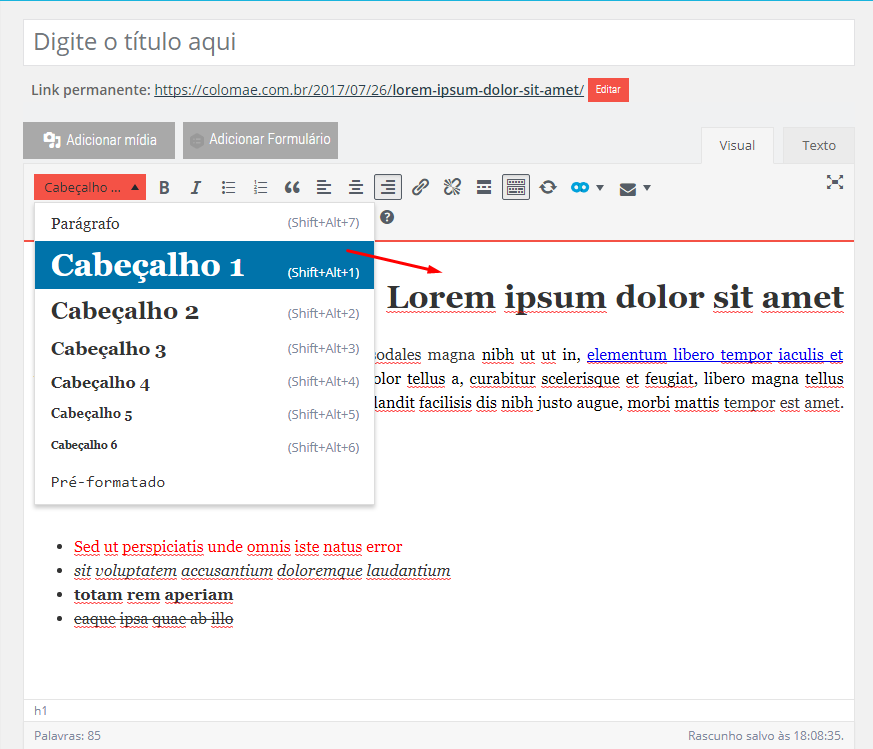 Digite o título aqui
Link permanente: https://colomae.com.br/2017/07/26/lorem-ipsum-dolor-sit-amet/ Editar
Adicionar mídia Adicionar Formulário Visual Texto
Cabeçalho ...
Parágrafo (Shift+Alt+7)
Cabeçalho 1 (Shift+Alt+1)
Lorem ipsum dolor sit amet
Cabeçalho 2 (Shift+Alt+2)
Cabeçalho 3 (Shift+Alt+3)
magna nibh ut ut in, elementum libero tempor iaculis et
Cabeçalho 4 (Shift+Alt+4)
tellus a, curabitur scelerisque et feugiat, libero magna tellus
Cabeçalho 5 (Shift+Alt+5)
facilisis dis nibh justo augue, morbi mattis tempor est amet.
Cabeçalho 6 (Shift+Alt+6)
Pré-formatado
Sed ut perspiciatis unde omnis iste natus error
sit voluptatem accusantium doloremque laudantium
totam rem aperiam
eaque ipsa quae ab illo
h1
Palavras: 85 Rascunho salvo às 18:08:35.